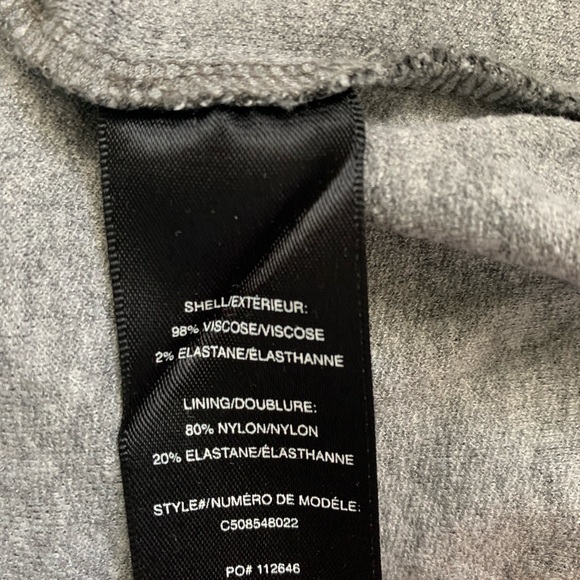 SHELL/EXTÉRIEUR:
98% VISCOSE/VISCOSE
2% ELASTANE/ÉLASTHANNE
LINING/DOUBLURE:
80% NYLON/NYLON
20% ELASTANE/ÉLASTHANNE
STYLE#/NUMÉRO DE MODÉLE:
C508548022
PO# 112646